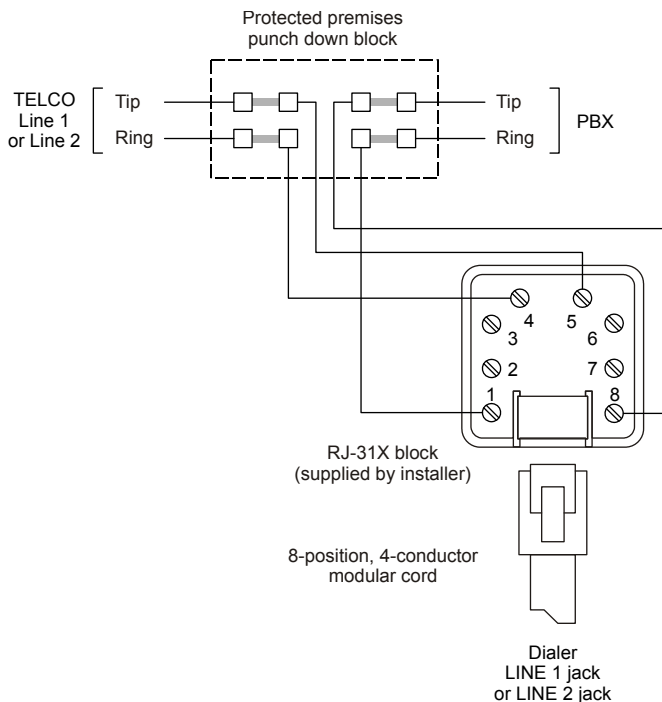 Protected premises
punch down block
TELCO
Line 1
or Line 2
Tip
Ring
Tip
Ring
PBX
4
5
3
6
2
7
1
8
RJ-31X block
(supplied by installer)
8-position, 4-conductor
modular cord
Dialer
LINE 1 jack
or LINE 2 jack